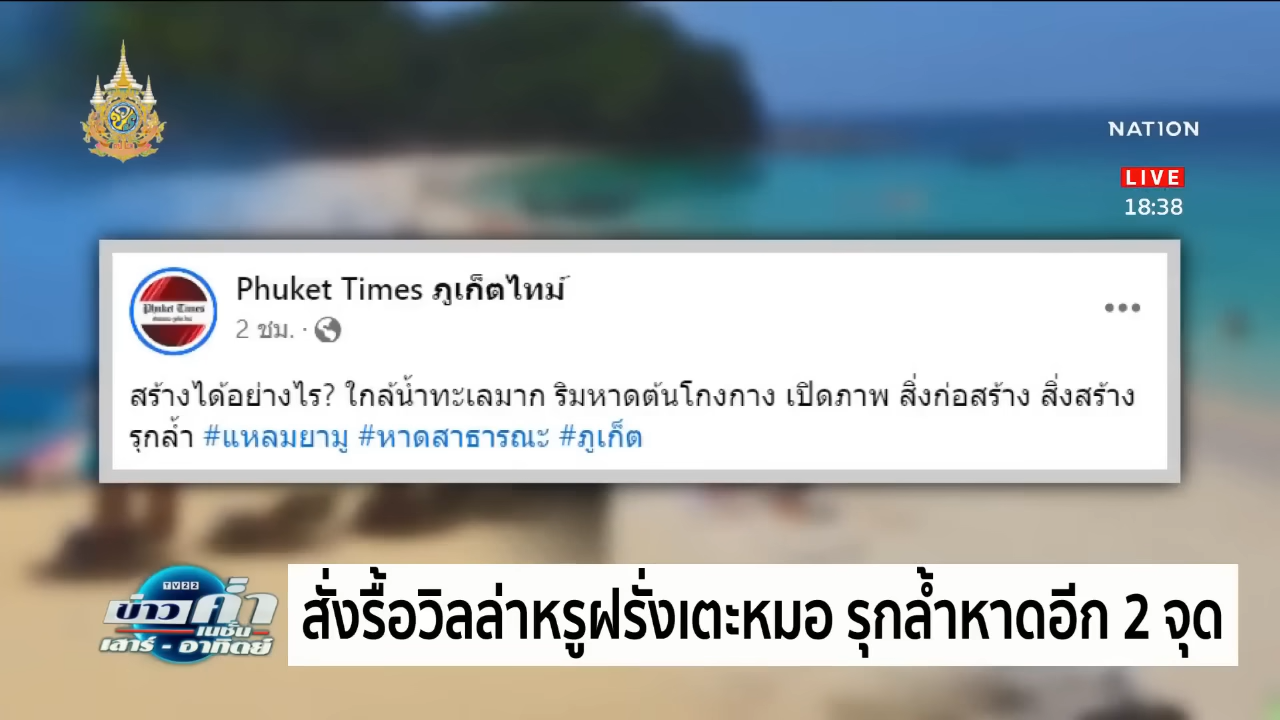 NATION
LIVE
18:38
Phuket Times
Phuket Times ภูเก็ตไทม์
2 ชม. ·
สร้างได้อย่างไร? ใกล้น้ำทะเลมาก ริมหาดต้นโกงกาง เปิดภาพ สิ่งก่อสร้าง สิ่งสร้าง
รุกล้ำ #แหลมยามู #หาดสาธารณะ #ภูเก็ต
TV22
ข่าวค่ำ
เนชั่น
เสาร์ - อาทิตย์
สั่งรื้อวิลล่าหรูฝรั่งเตะหมอ รุกล้ำหาดอีก 2 จุด